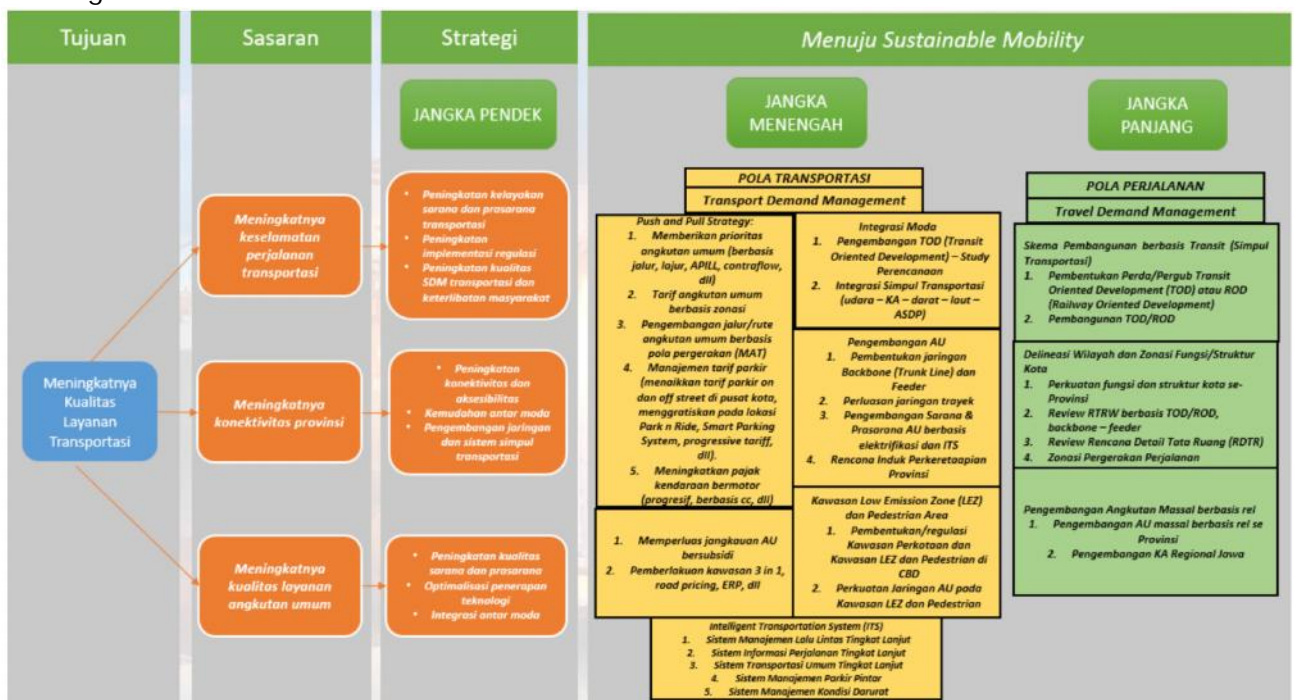 Tujuan
Sasaran
Strategi
Menuju Sustainable Mobility
JANGKA PENDEK
JANGKA
MENENGAH
JANGKA
PANJANG
Meningkatnya
Kualitas
Layanan
Transportasi
Meningkatnya
keselamatan
perjalanan
transportasi
• Peningkatan kelayakan
sarana dan prasarana
transportasi
• Peningkatan
implementasi regulasi
• Peningkatan kualitas
SDM transportasi dan
keterlibatan masyarakat
Meningkatnya
konektivitas provinsi
• Peningkatan
konektivitas dan
aksesibilitas
• Kemudahan antar moda
• Pengembangan jaringan
dan sistem simpul
transportasi
Meningkatnya
kualitas layanan
angkutan umum
• Peningkatan kualitas
sarana dan prasarana
• Optimalisasi penerapan
teknologi
• Integrasi antar moda
POLA TRANSPORTASI
Transport Demand Management
Push and Pull Strategy:
1. Memberikan prioritas
angkutan umum (berbasis
jalur, lajur, APILL, contraflow,
dll)
2. Tarif angkutan umum
berbasis zonasi
3. Pengembangan jalur/rute
angkutan umum berbasis
pola pergerakan (MAT)
4. Manajemen tarif parkir
(menaikkan tarif parkir on
dan off street di pusat kota,
menggratiskan pada lokasi
Park n Ride, Smart Parking
System, progressive tariff,
dll).
5. Meningkatkan pajak
kendaraan bermotor
(progresif, berbasis cc, dll)
1. Memperluas jangkauan AU
bersubsidi
2. Pemberlakuan kawasan 3 in 1,
road pricing, ERP, dll
Integrasi Moda
1. Pengembangan TOD (Transit
Oriented Development) – Study
Perencanaan
2. Integrasi Simpul Transportasi
(udara – KA – darat – laut –
ASDP)
Pengembangan AU
1. Pembentukan jaringan
Backbone (Trunk Line) dan
Feeder
2. Perluasan jaringan trayek
3. Pengembangan Sarana &
Prasarana AU berbasis
elektrifikasi dan ITS
4. Rencana Induk Perkeretaapian
Provinsi
Kawasan Low Emission Zone (LEZ)
dan Pedestrian Area
1. Pembentukan/regulasi
Kawasan Perkotaan dan
Kawasan LEZ dan Pedestrian di
CBD
2. Perkuatan Jaringan AU pada
Kawasan LEZ dan Pedestrian
Intelligent Transportation System (ITS)
1. Sistem Manajemen Lalu Lintas Tingkat Lanjut
2. Sistem Informasi Perjalanan Tingkat Lanjut
3. Sistem Transportasi Umum Tingkat Lanjut
4. Sistem Manajemen Parkir Pintar
5. Sistem Manajemen Kondisi Darurat
POLA PERJALANAN
Travel Demand Management
Skema Pembangunan berbasis Transit (Simpul
Transportasi)
1. Pembentukan Perda/Pergub Transit
Oriented Development (TOD) atau ROD
(Railway Oriented Development)
2. Pembangunan TOD/ROD
Delineasi Wilayah dan Zonasi Fungsi/Struktur
Kota
1. Perkuatan fungsi dan struktur kota se-
Provinsi
2. Review RTRW berbasis TOD/ROD,
backbone – feeder
3. Review Rencana Detail Tata Ruang (RDTR)
4. Zonasi Pergerakan Perjalanan
Pengembangan Angkutan Massal berbasis rel
1. Pengembangan AU massal berbasis rel se
Provinsi
2. Pengembangan KA Regional Jawa